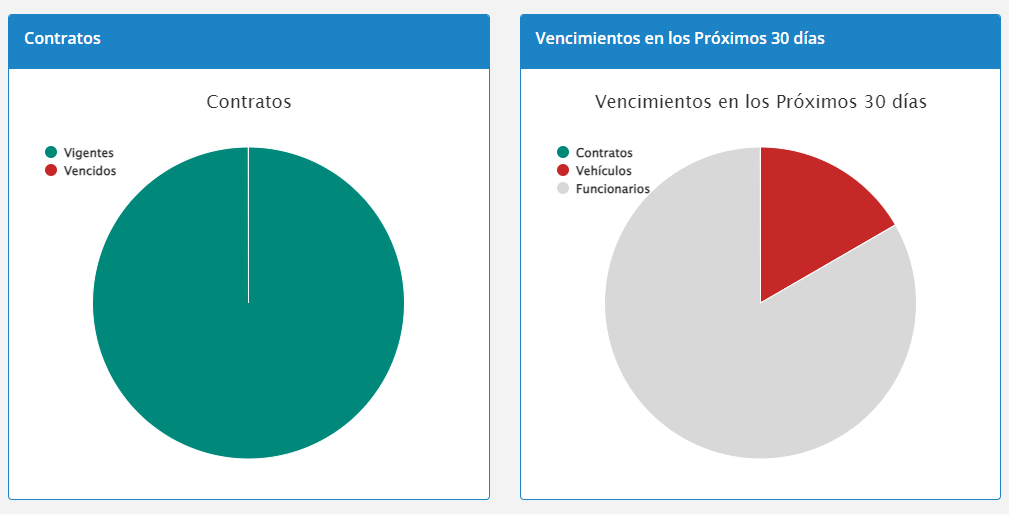 Contratos
Contratos
Vigentes
Vencidos
Vencimientos en los Próximos 30 días
Vencimientos en los Próximos 30 días
Contratos
Vehículos
Funcionarios